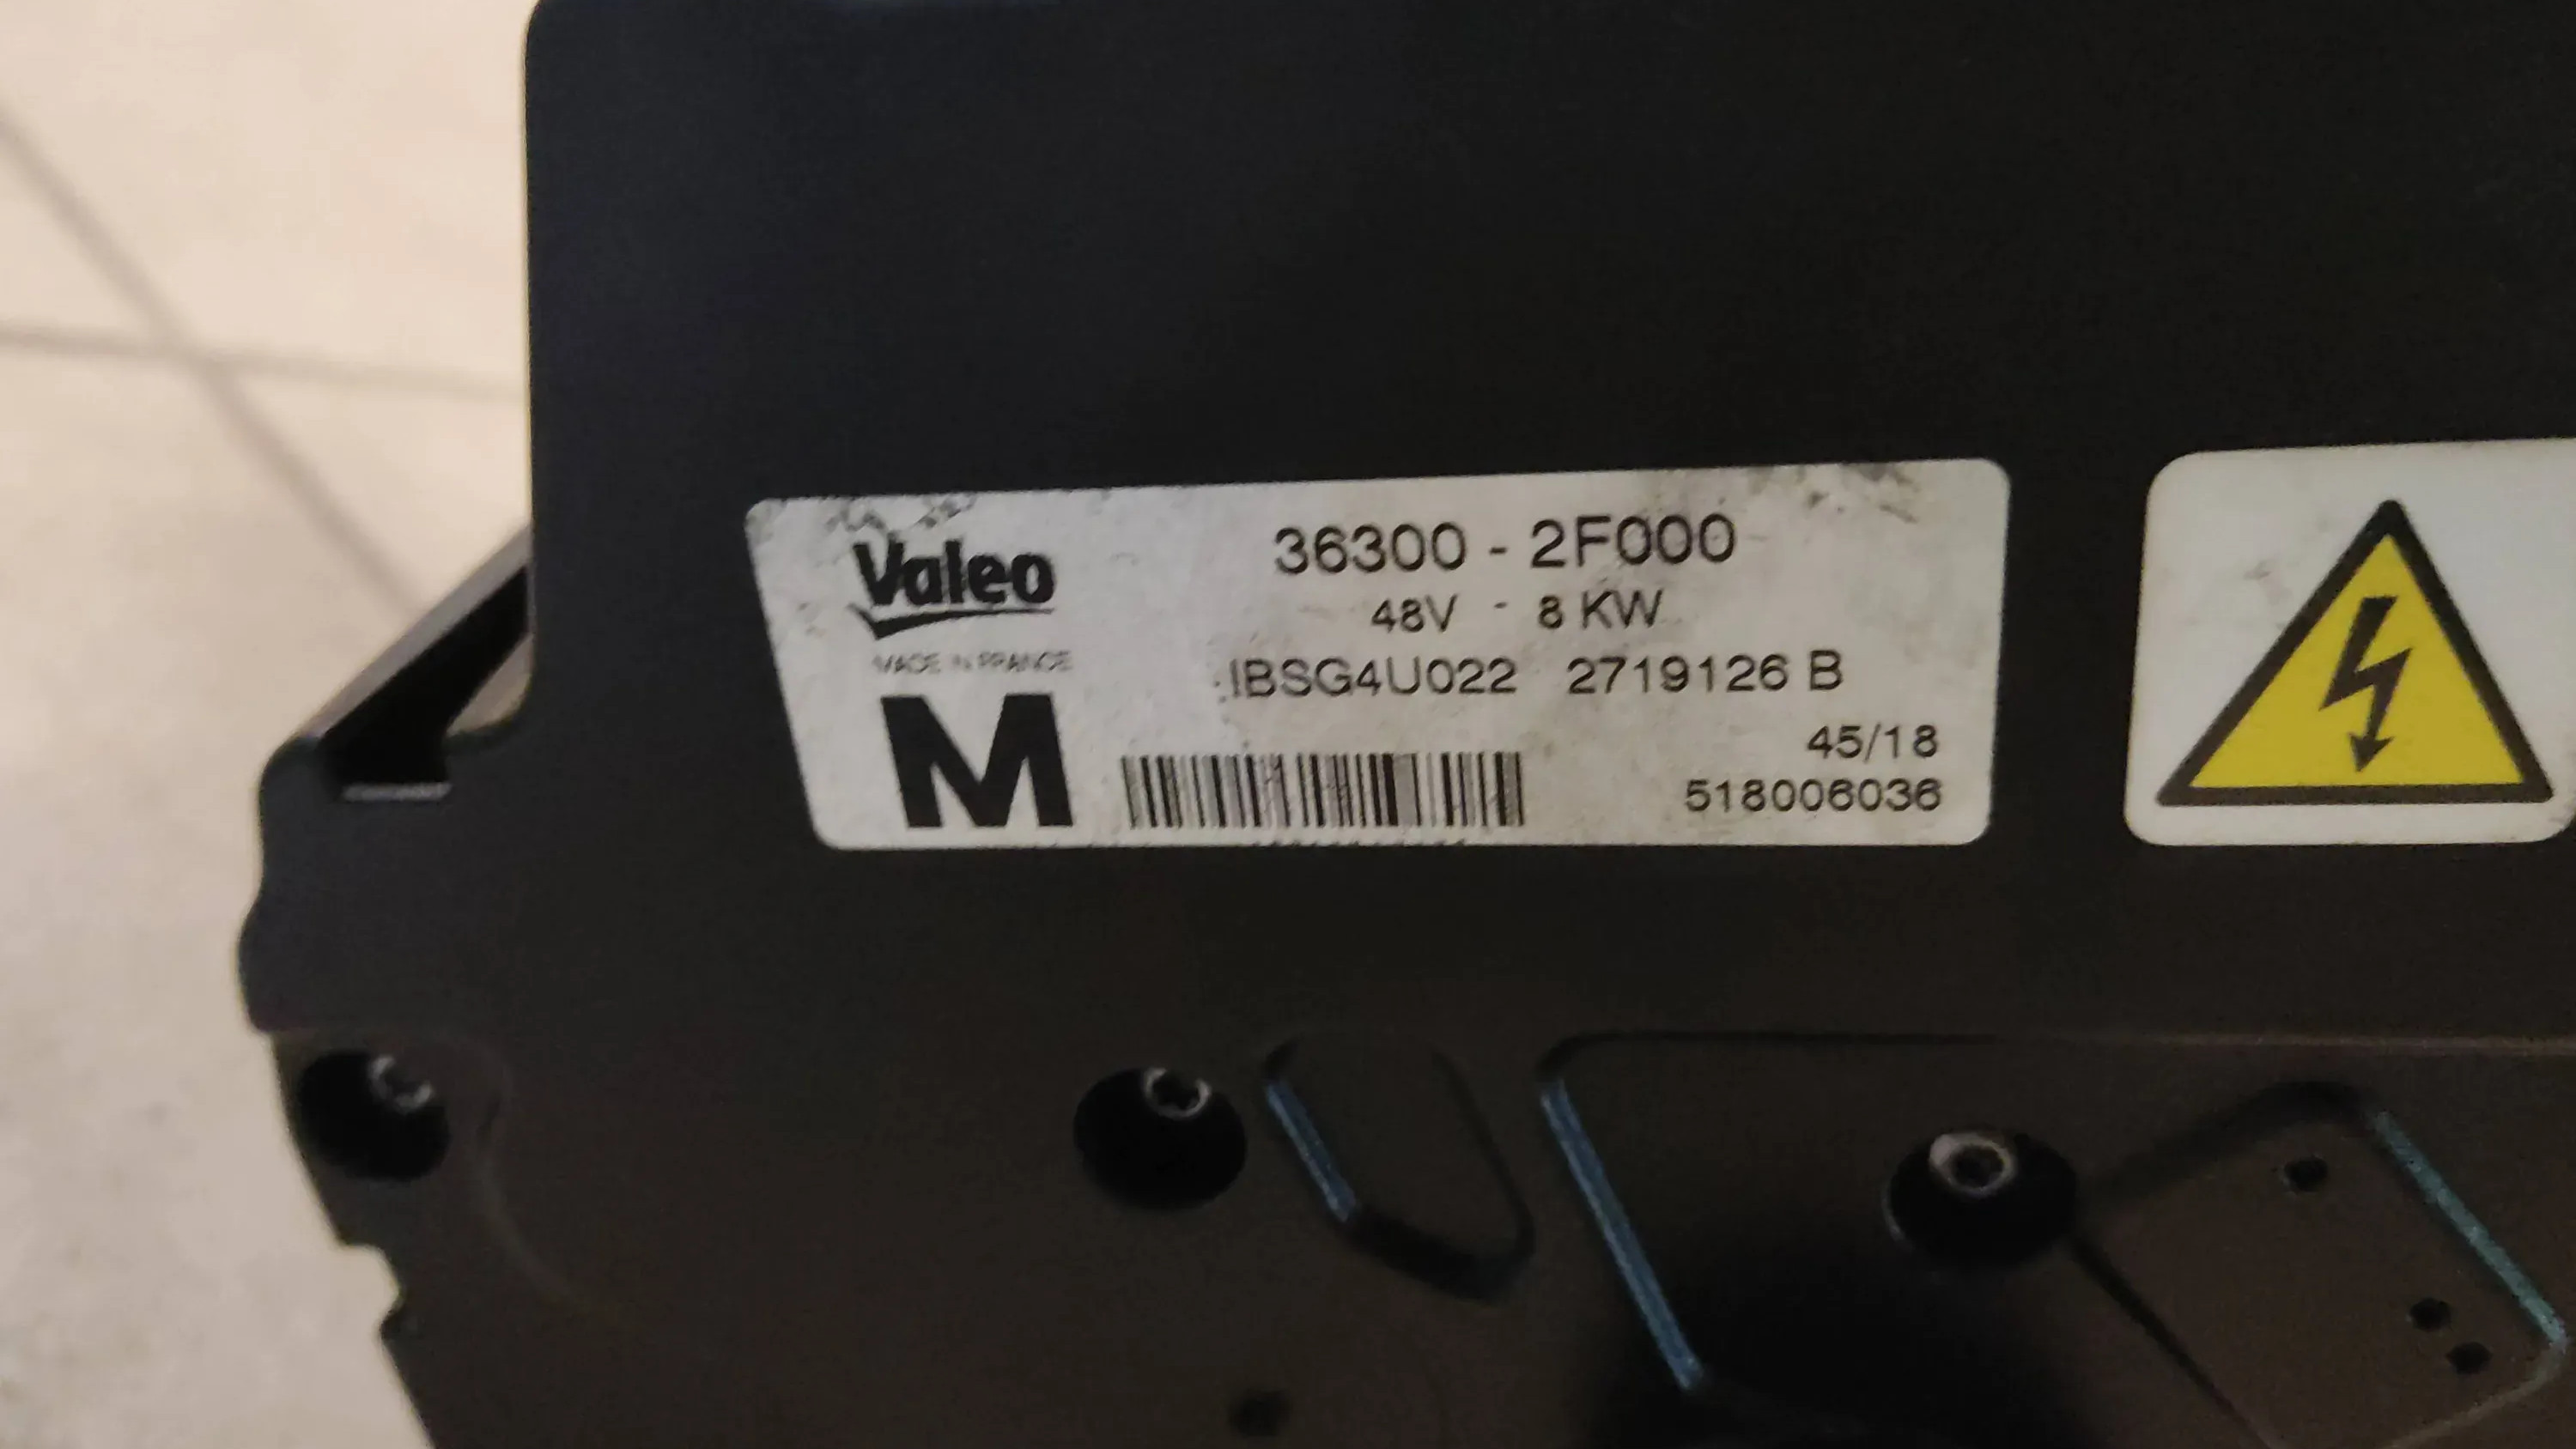 Valeo
MADE IN FRANCE
M
36300 - 2F000
48V - 8 KW
IBSG4U022 2719126 B
45/18
518006036